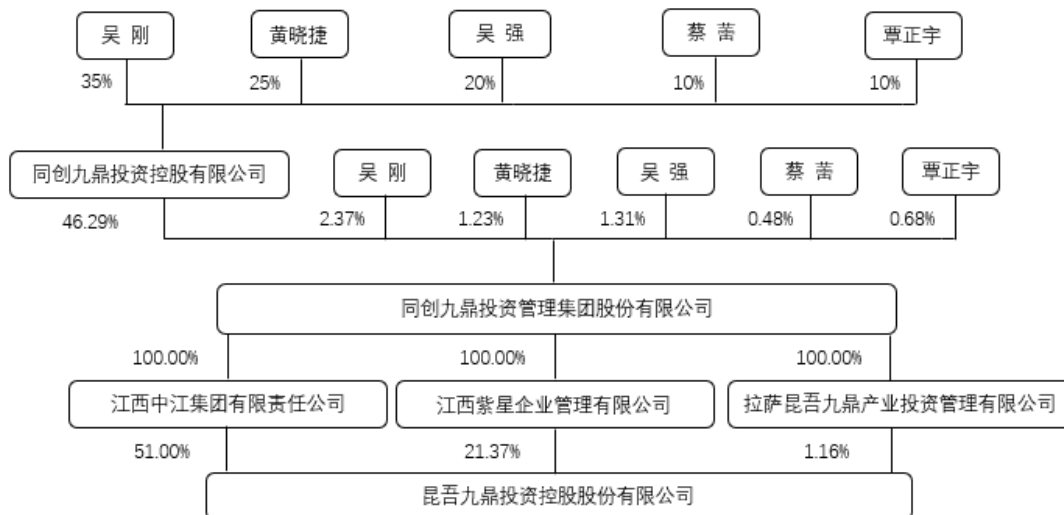 吴 刚 黄晓捷 吴 强 蔡 蕾 覃正宇
35% 25% 20% 10% 10%
同创九鼎投资控股有限公司 吴 刚 黄晓捷 吴 强 蔡 蕾 覃正宇
46.29% 2.37% 1.23% 1.31% 0.48% 0.68%
同创九鼎投资管理集团股份有限公司
100.00% 100.00% 100.00%
江西中江集团有限责任公司 江西紫星企业管理有限公司 拉萨昆吾九鼎产业投资管理有限公司
51.00% 21.37% 1.16%
昆吾九鼎投资控股股份有限公司